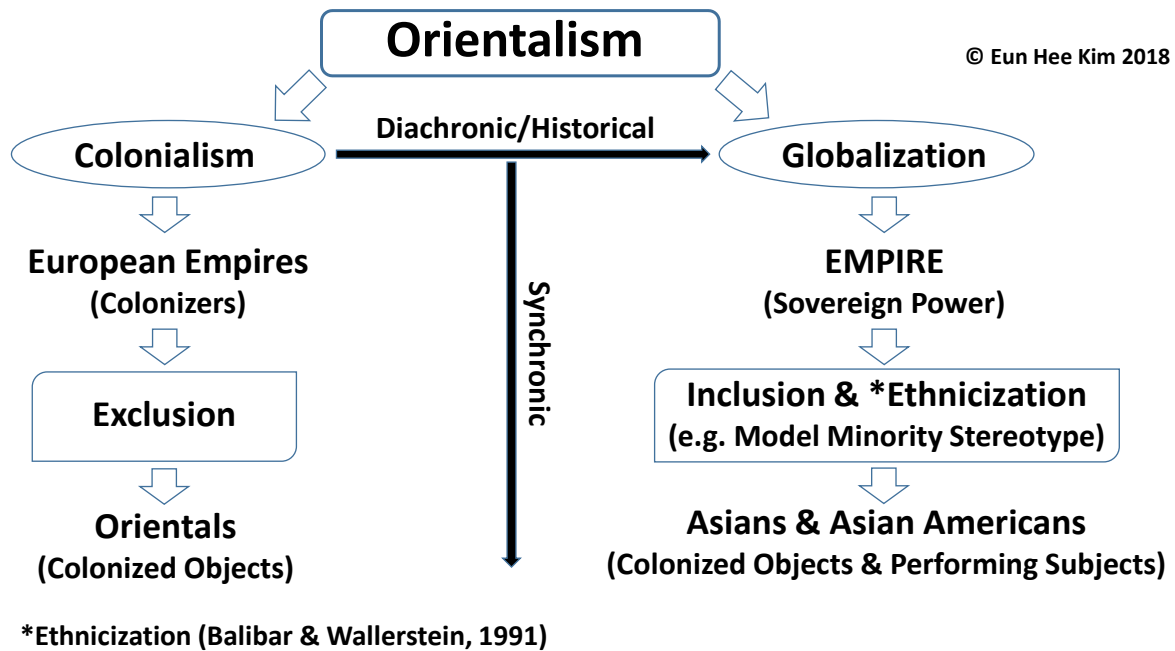 Orientalism
© Eun Hee Kim 2018
Diachronic/Historical
Colonialism
Globalization
European Empires
(Colonizers)
EMPIRE
(Sovereign Power)
Synchronic
Exclusion
Inclusion & *Ethnicization
(e.g. Model Minority Stereotype)
Orientals
(Colonized Objects)
Asians & Asian Americans
(Colonized Objects & Performing Subjects)
*Ethnicization (Balibar & Wallerstein, 1991)